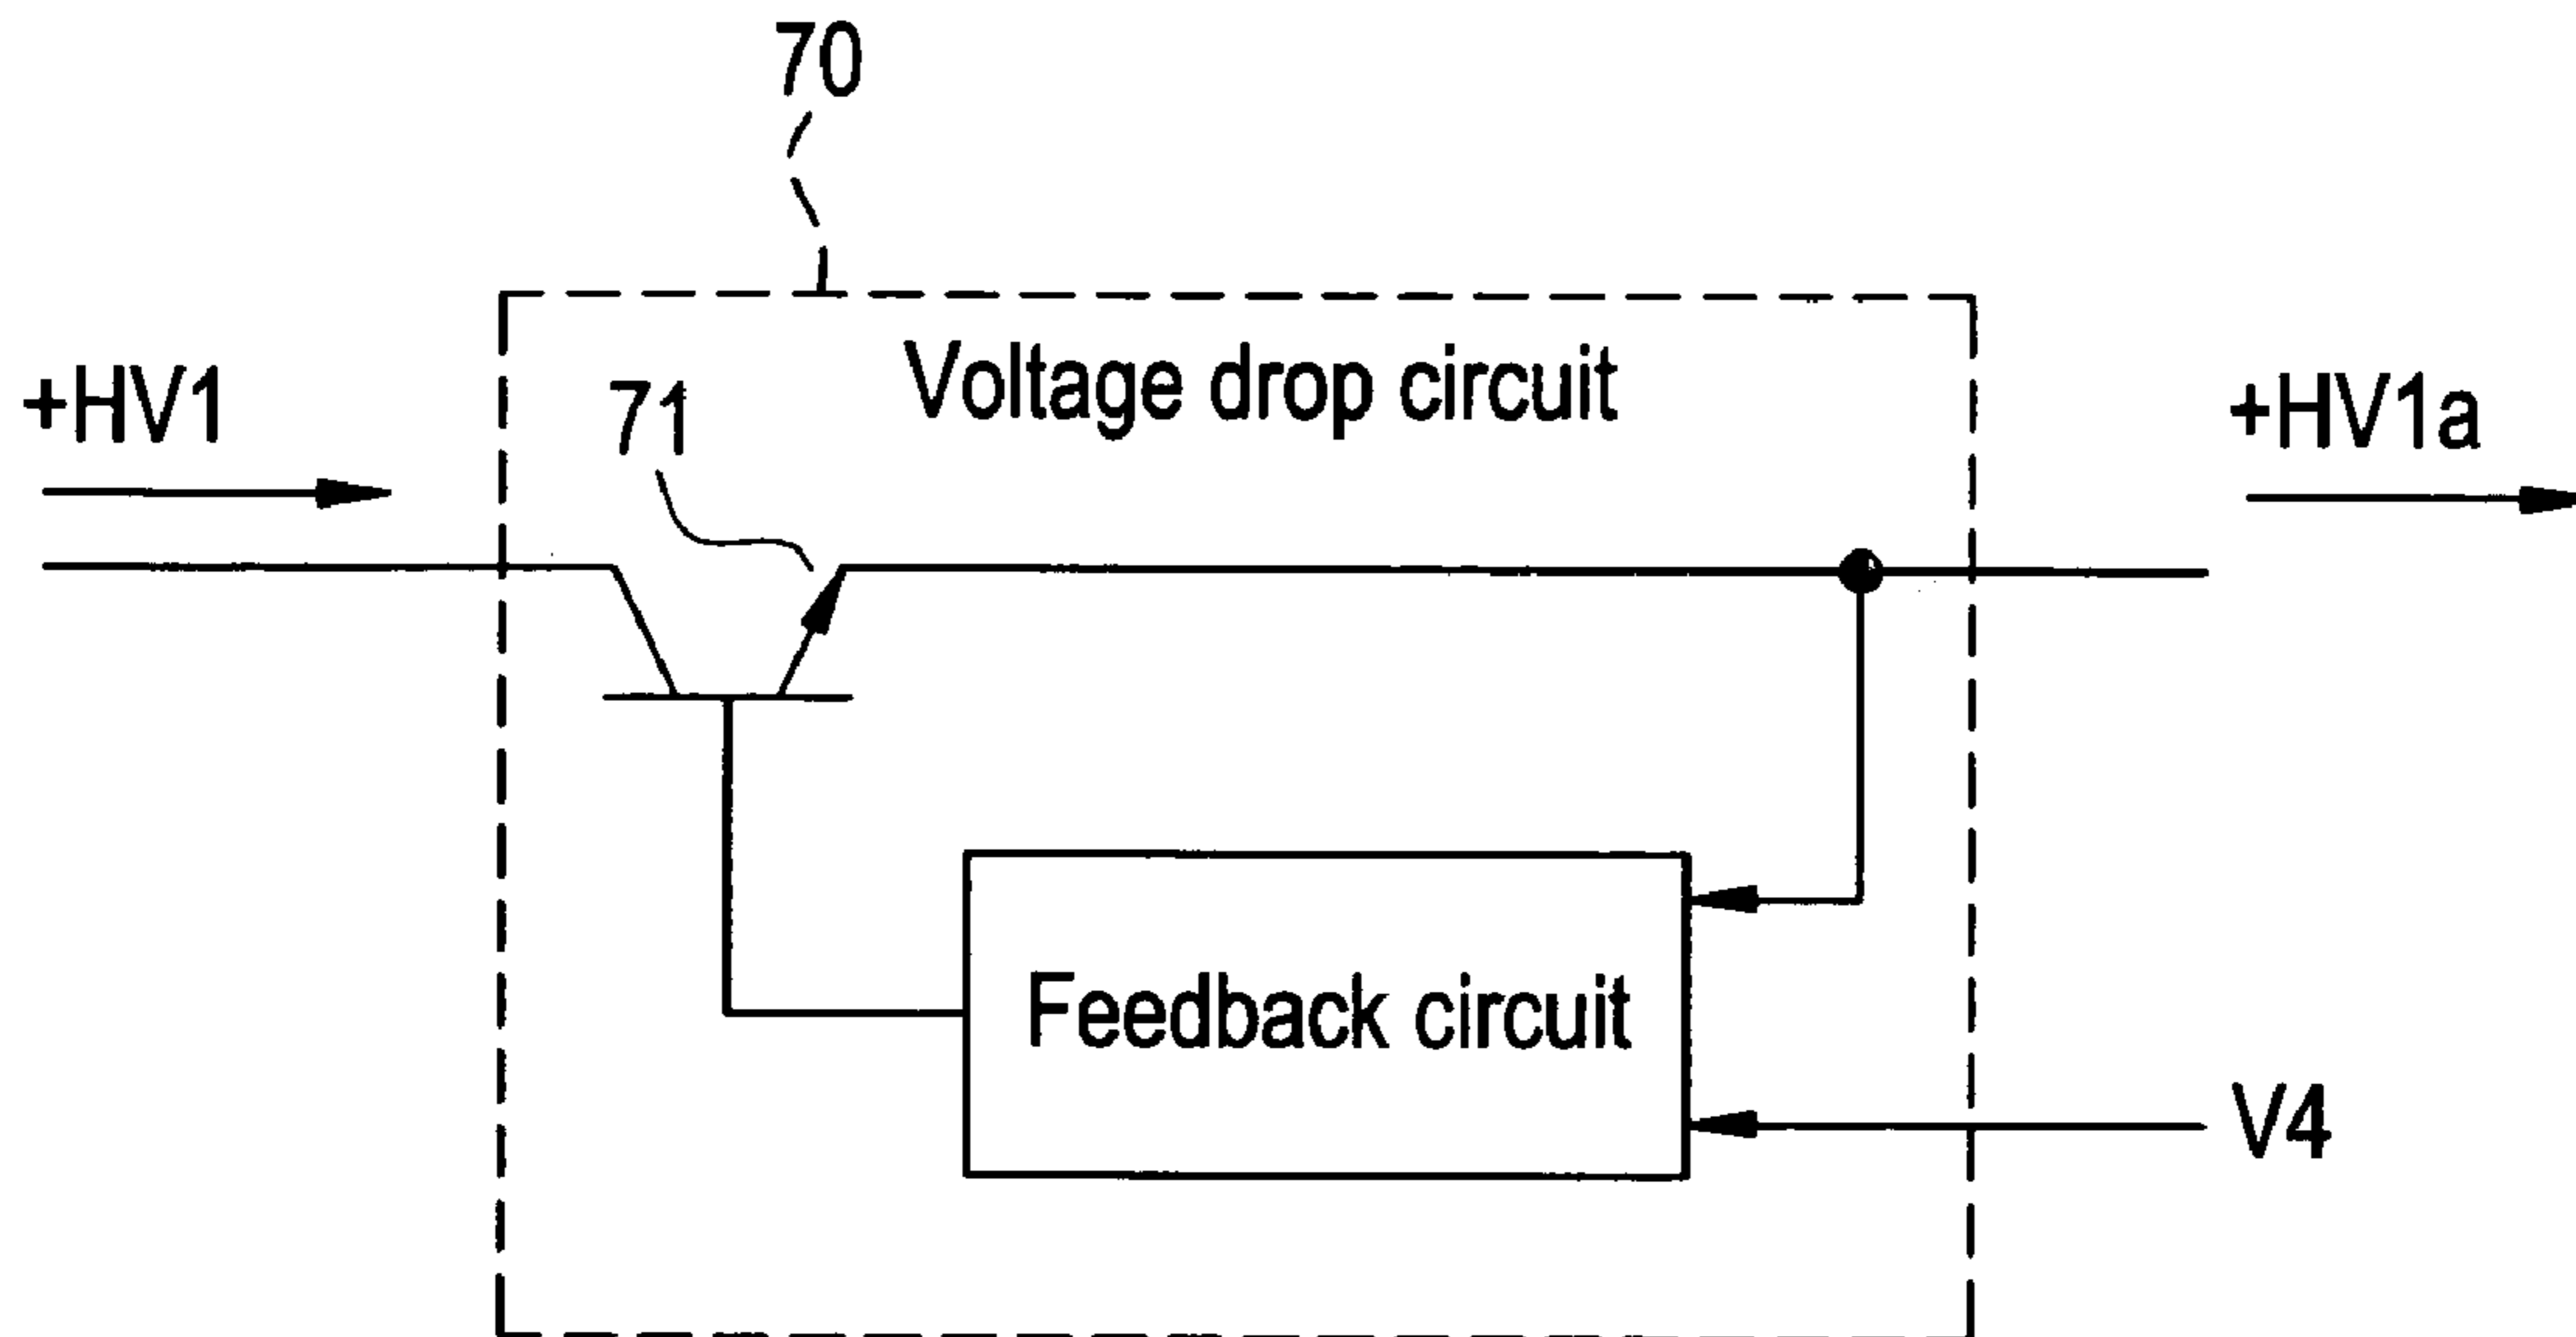 70
Voltage drop circuit
+HV1
71
+HV1a
Feedback circuit
V4